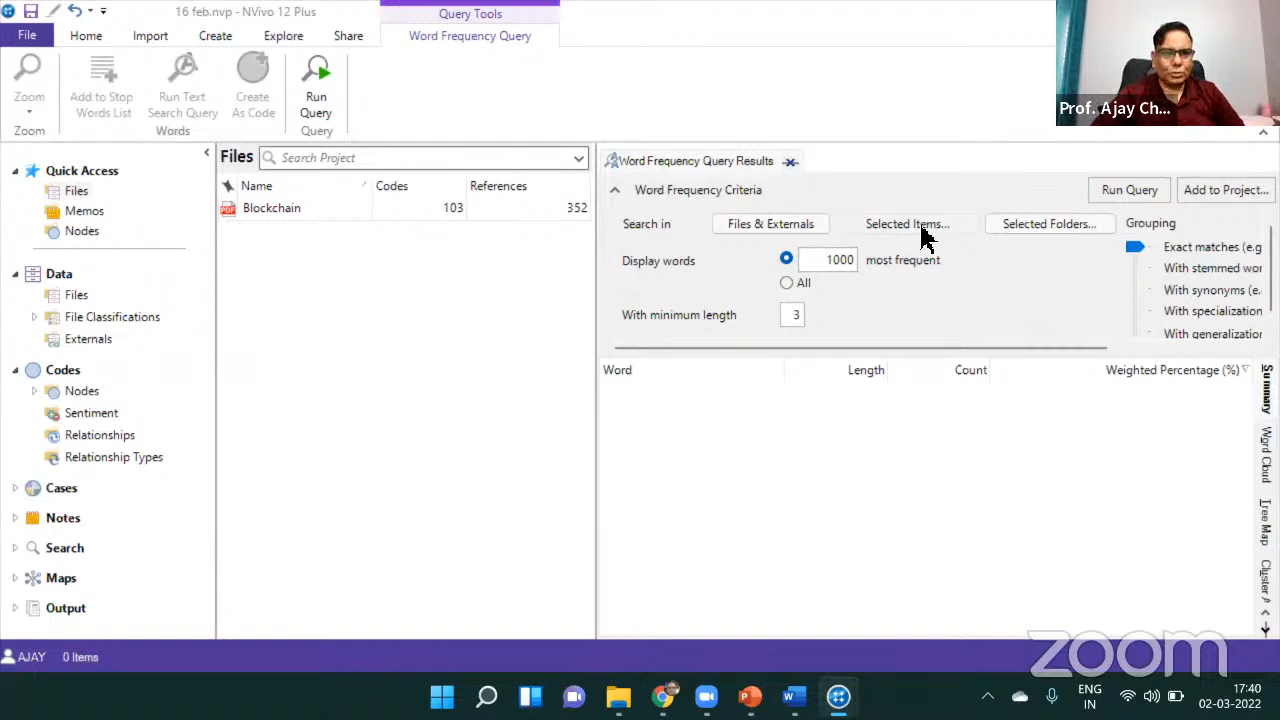 16 feb.nvp - NVivo 12 Plus
Query Tools
File
Home
Import
Create
Explore
Share
Word Frequency Query
Prof. Ajay Ch...
Zoom
Add to Stop
Words List
Run Text
Search Query
Create
As Code
Run
Query
Zoom
Words
Query
Quick Access
Files
Memos
Nodes
Data
Files
File Classifications
Externals
Codes
Nodes
Sentiment
Relationships
Relationship Types
Cases
Notes
Search
Maps
Output
Files
Search Project
Name
Codes
References
PDF
Blockchain
103
352
Word Frequency Query Results
Word Frequency Criteria
Run Query
Add to Project...
Search in
Files & Externals
Selected Items...
Selected Folders...
Grouping
Display words
1000
most frequent
All
With minimum length
3
Exact matches (e.g
With stemmed wor
With synonyms (e.
With specialization
With generalization
Word
Length
Count
Weighted Percentage (%)
Summary
Word Cloud
Tree Map
Cluster
AJAY
0 Items
zoom
ENG
IN
17:40
02-03-2022